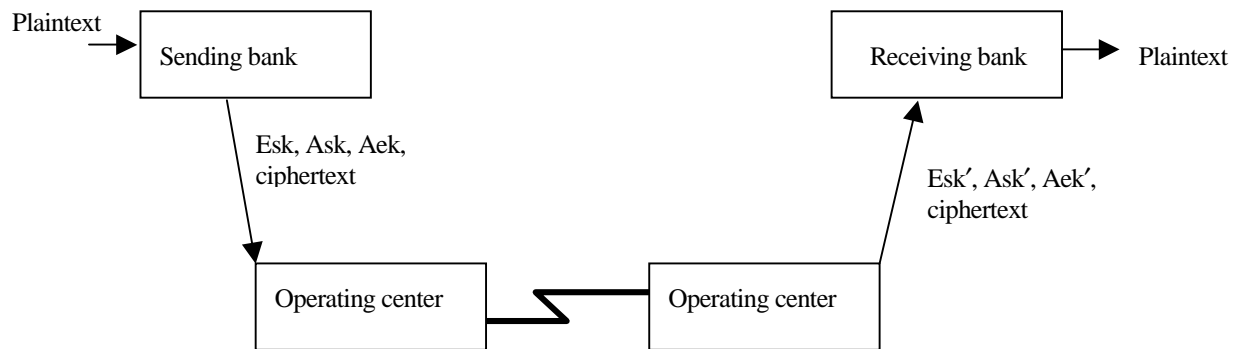 Plaintext
Sending bank
Receiving bank
Plaintext
Esk, Ask, Aek,
ciphertext
Esk′, Ask′, Aek′,
ciphertext
Operating center
Operating center